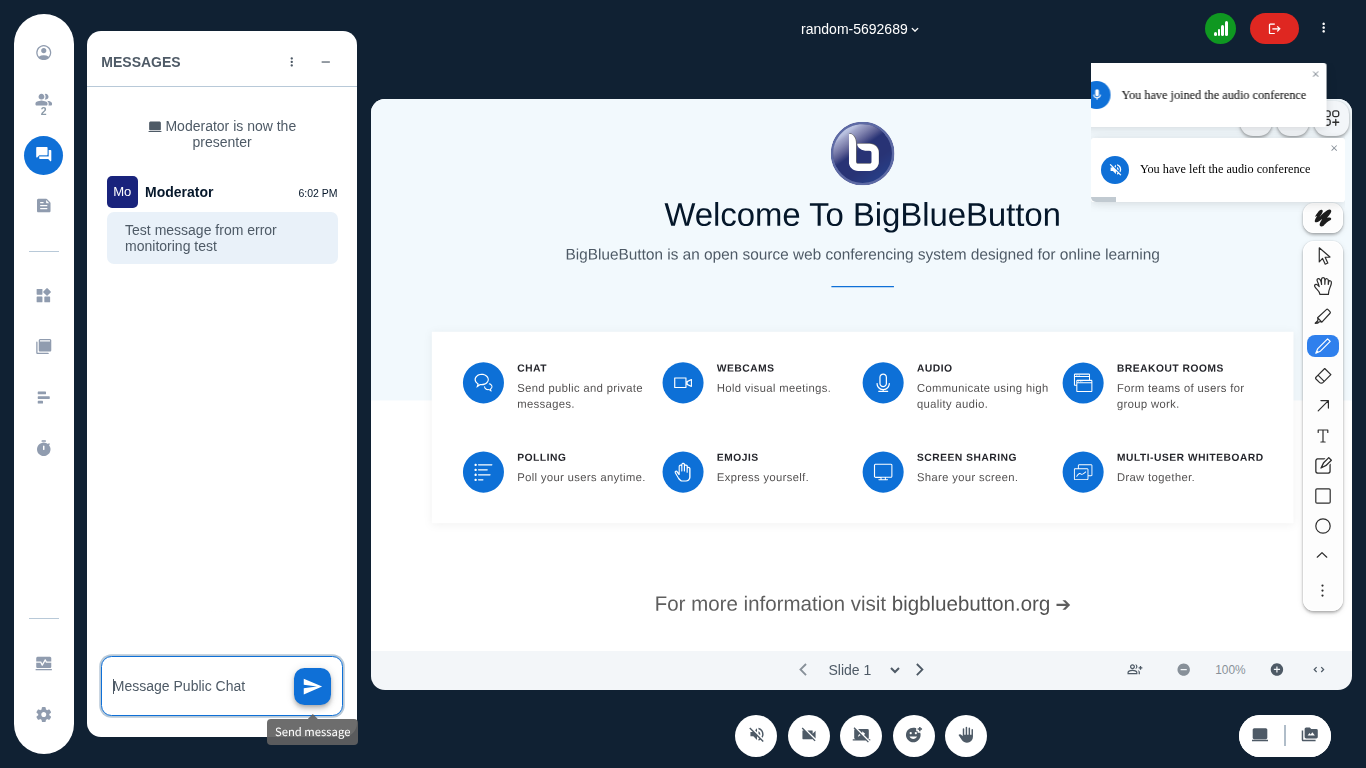 random-5692689
2
MESSAGES
Moderator is now the
presenter
Mo Moderator 6:02 PM
Test message from error
monitoring test
Message Public Chat
Send message
You have joined the audio conference
You have left the audio conference
Welcome To BigBlueButton
BigBlueButton is an open source web conferencing system designed for online learning
CHAT
Send public and private
messages.
WEBCAMS
Hold visual meetings.
AUDIO
Communicate using high
quality audio.
BREAKOUT ROOMS
Form teams of users for
group work.
POLLING
Poll your users anytime.
EMOJIS
Express yourself.
SCREEN SHARING
Share your screen.
MULTI-USER WHITEBOARD
Draw together.
For more information visit bigbluebutton.org ➔
Slide 1
100%